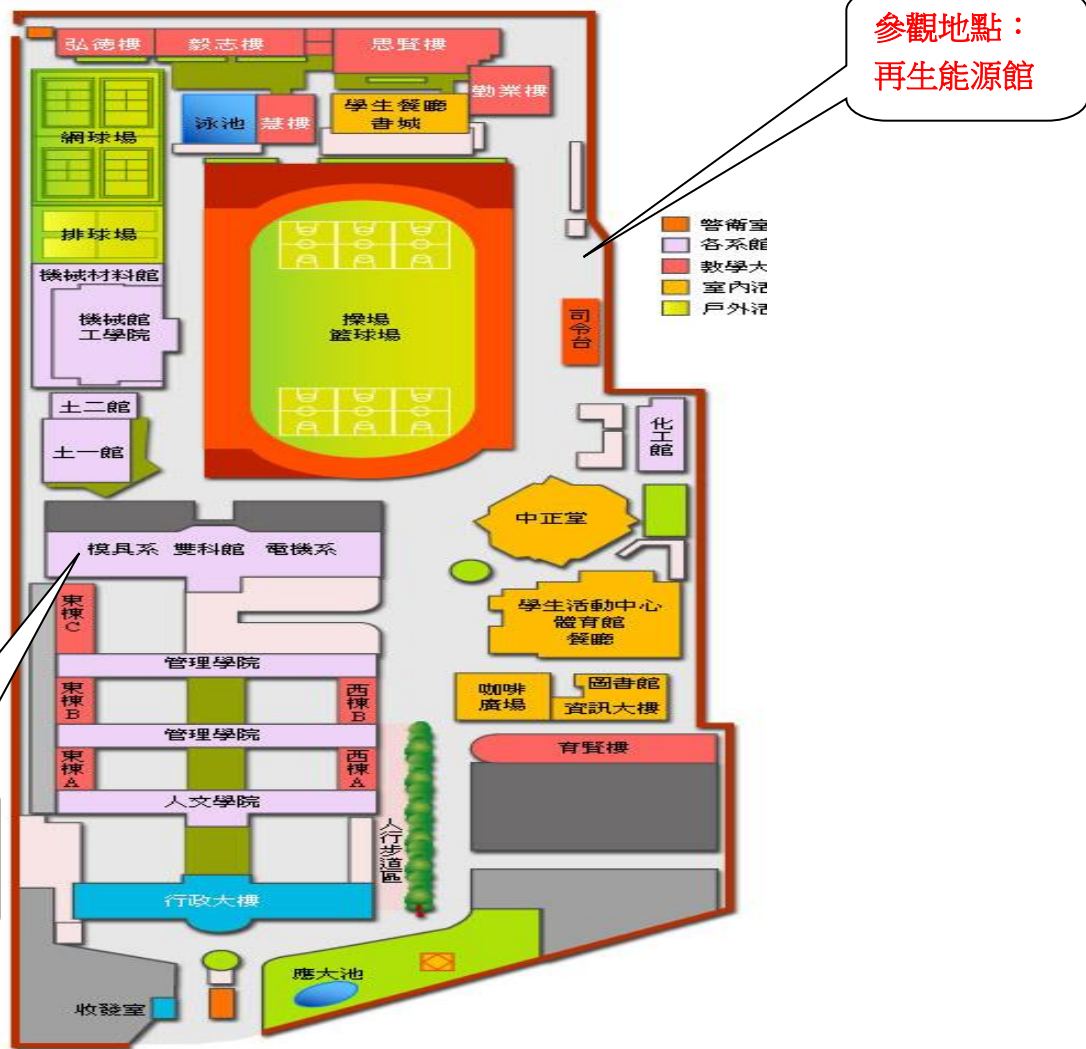 參觀地點：
再生能源館
弘德樓
毅志樓
思賢樓
勤業樓
泳池
慧樓
學生餐廳
書城
網球場
排球場
機械材料館
機械館
工學院
操場
籃球場
司令台
警衛室
各系館
教學大
室內活
戶外活
土二館
土一館
化工館
中正堂
模具系 雙科館 電機系
學生活動中心
體育館
餐廳
東棟C
管理學院
東棟B
西棟B
咖啡
廣場
圖書館
資訊大樓
管理學院
育賢樓
東棟A
西棟A
人文學院
人行步道區
行政大樓
應大池
收發室